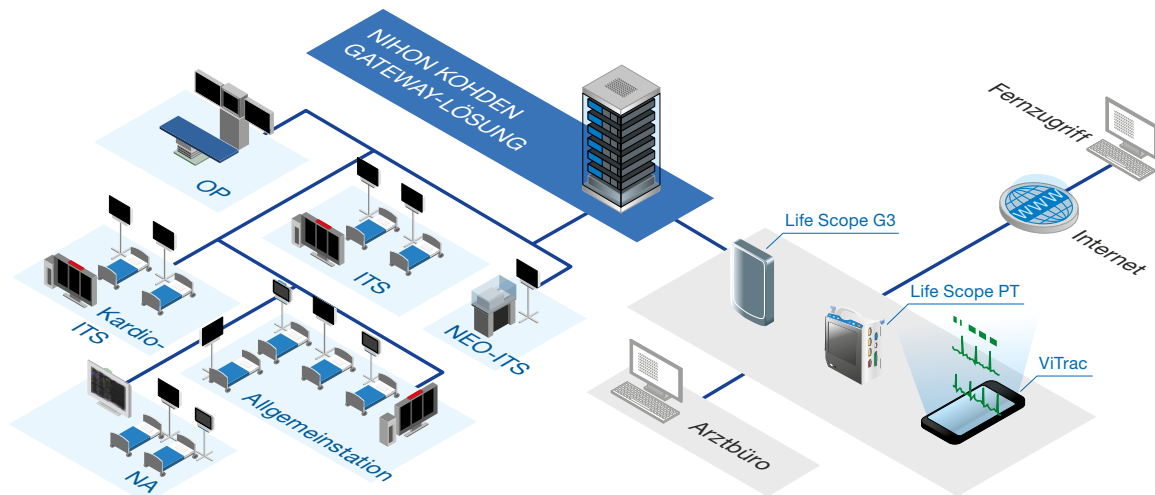 NIHON KOHDEN
GATEWAY-LÖSUNG
OP
ITS
Kardio-
ITS
NEO-ITS
Allgemeinstation
NA
Life Scope G3
Life Scope PT
ViTrac
Arztbüro
Fernzugriff
WWW
Internet